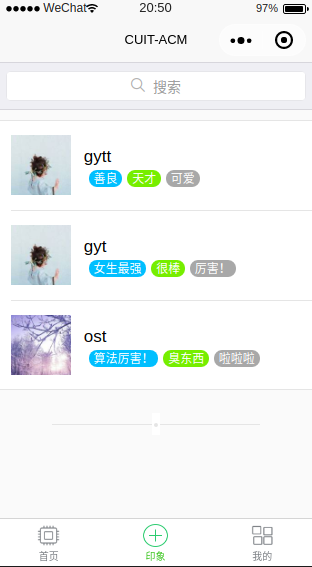 WeChat 20:50 97%
CUIT-ACM
搜索
gytt
善良 天才 可爱
gyt
女生最强 很棒 厉害!
ost
算法厉害! 臭东西 啦啦啦
首页 印象 我的